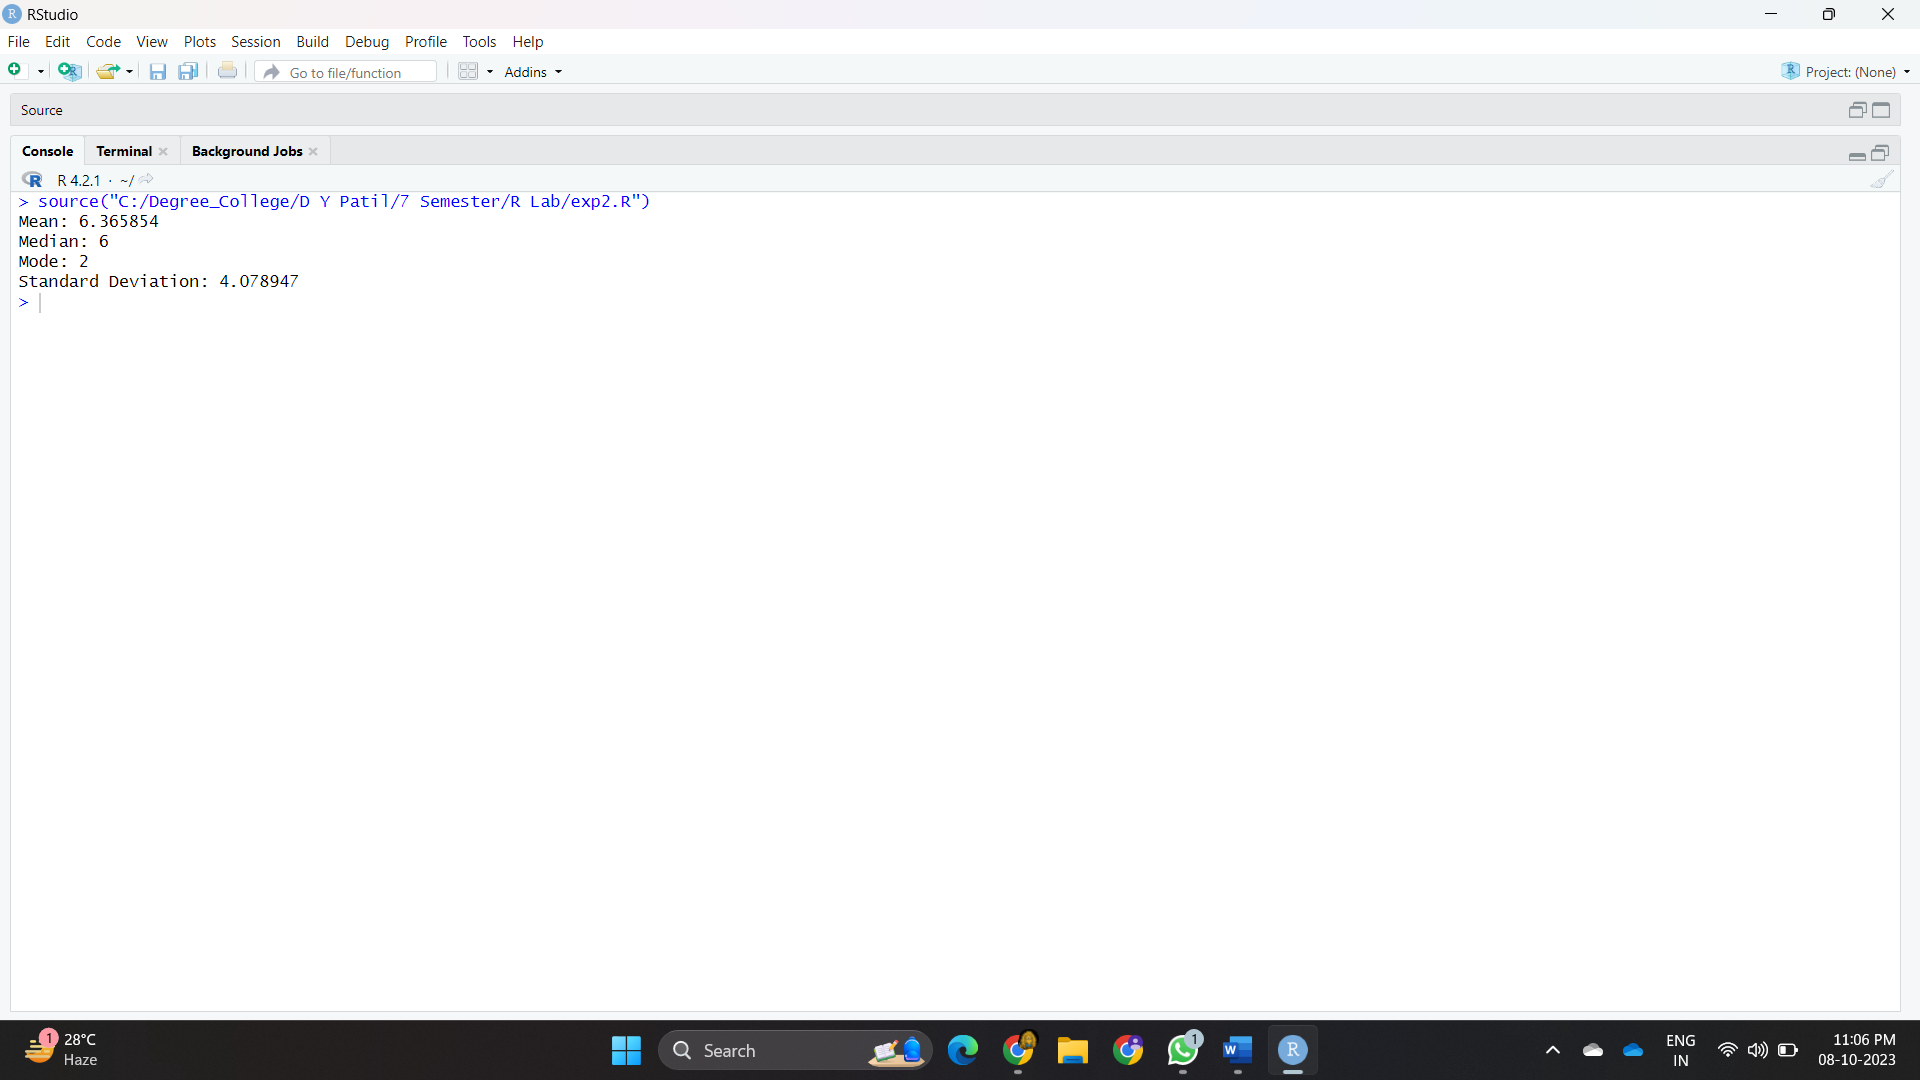 RStudio
File Edit Code View Plots Session Build Debug Profile Tools Help
Go to file/function Addins Project: (None)
Source
Console Terminal Background Jobs
R 4.2.1 · ~/
> source("C:/Degree_College/D Y Patil/7 Semester/R Lab/exp2.R")
Mean: 6.365854
Median: 6
Mode: 2
Standard Deviation: 4.078947
>
1 28°C
Haze
Search
1
ENG
IN
11:06 PM
08-10-2023